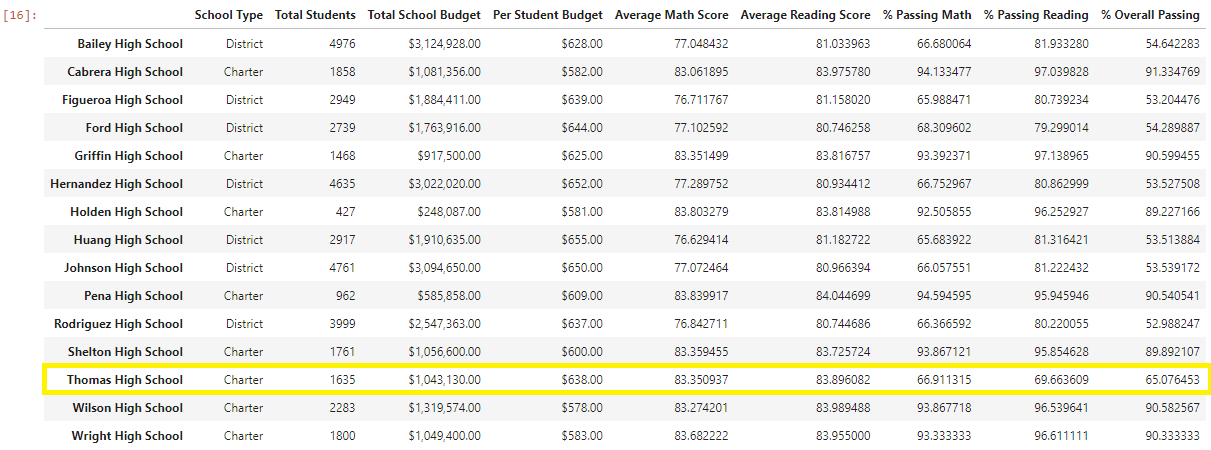 [16]:
School Type Total Students Total School Budget Per Student Budget Average Math Score Average Reading Score % Passing Math % Passing Reading % Overall Passing
Bailey High School District 4976 $3,124,928.00 $628.00 77.048432 81.033963 66.680064 81.933280 54.642283
Cabrera High School Charter 1858 $1,081,356.00 $582.00 83.061895 83.975780 94.133477 97.039828 91.334769
Figueroa High School District 2949 $1,884,411.00 $639.00 76.711767 81.158020 65.988471 80.739234 53.204476
Ford High School District 2739 $1,763,916.00 $644.00 77.102592 80.746258 68.309602 79.299014 54.289887
Griffin High School Charter 1468 $917,500.00 $625.00 83.351499 83.816757 93.392371 97.138965 90.599455
Hernandez High School District 4635 $3,022,020.00 $652.00 77.289752 80.934412 66.752967 80.862999 53.527508
Holden High School Charter 427 $248,087.00 $581.00 83.803279 83.814988 92.505855 96.252927 89.227166
Huang High School District 2917 $1,910,635.00 $655.00 76.629414 81.182722 65.683922 81.316421 53.513884
Johnson High School District 4761 $3,094,650.00 $650.00 77.072464 80.966394 66.057551 81.222432 53.539172
Pena High School Charter 962 $585,858.00 $609.00 83.839917 84.044699 94.594595 95.945946 90.540541
Rodriguez High School District 3999 $2,547,363.00 $637.00 76.842711 80.744686 66.366592 80.220055 52.988247
Shelton High School Charter 1761 $1,056,600.00 $600.00 83.359455 83.725724 93.867121 95.854628 89.892107
Thomas High School Charter 1635 $1,043,130.00 $638.00 83.350937 83.896082 66.911315 69.663609 65.076453
Wilson High School Charter 2283 $1,319,574.00 $578.00 83.274201 83.989488 93.867718 96.539641 90.582567
Wright High School Charter 1800 $1,049,400.00 $583.00 83.682222 83.955000 93.333333 96.611111 90.333333